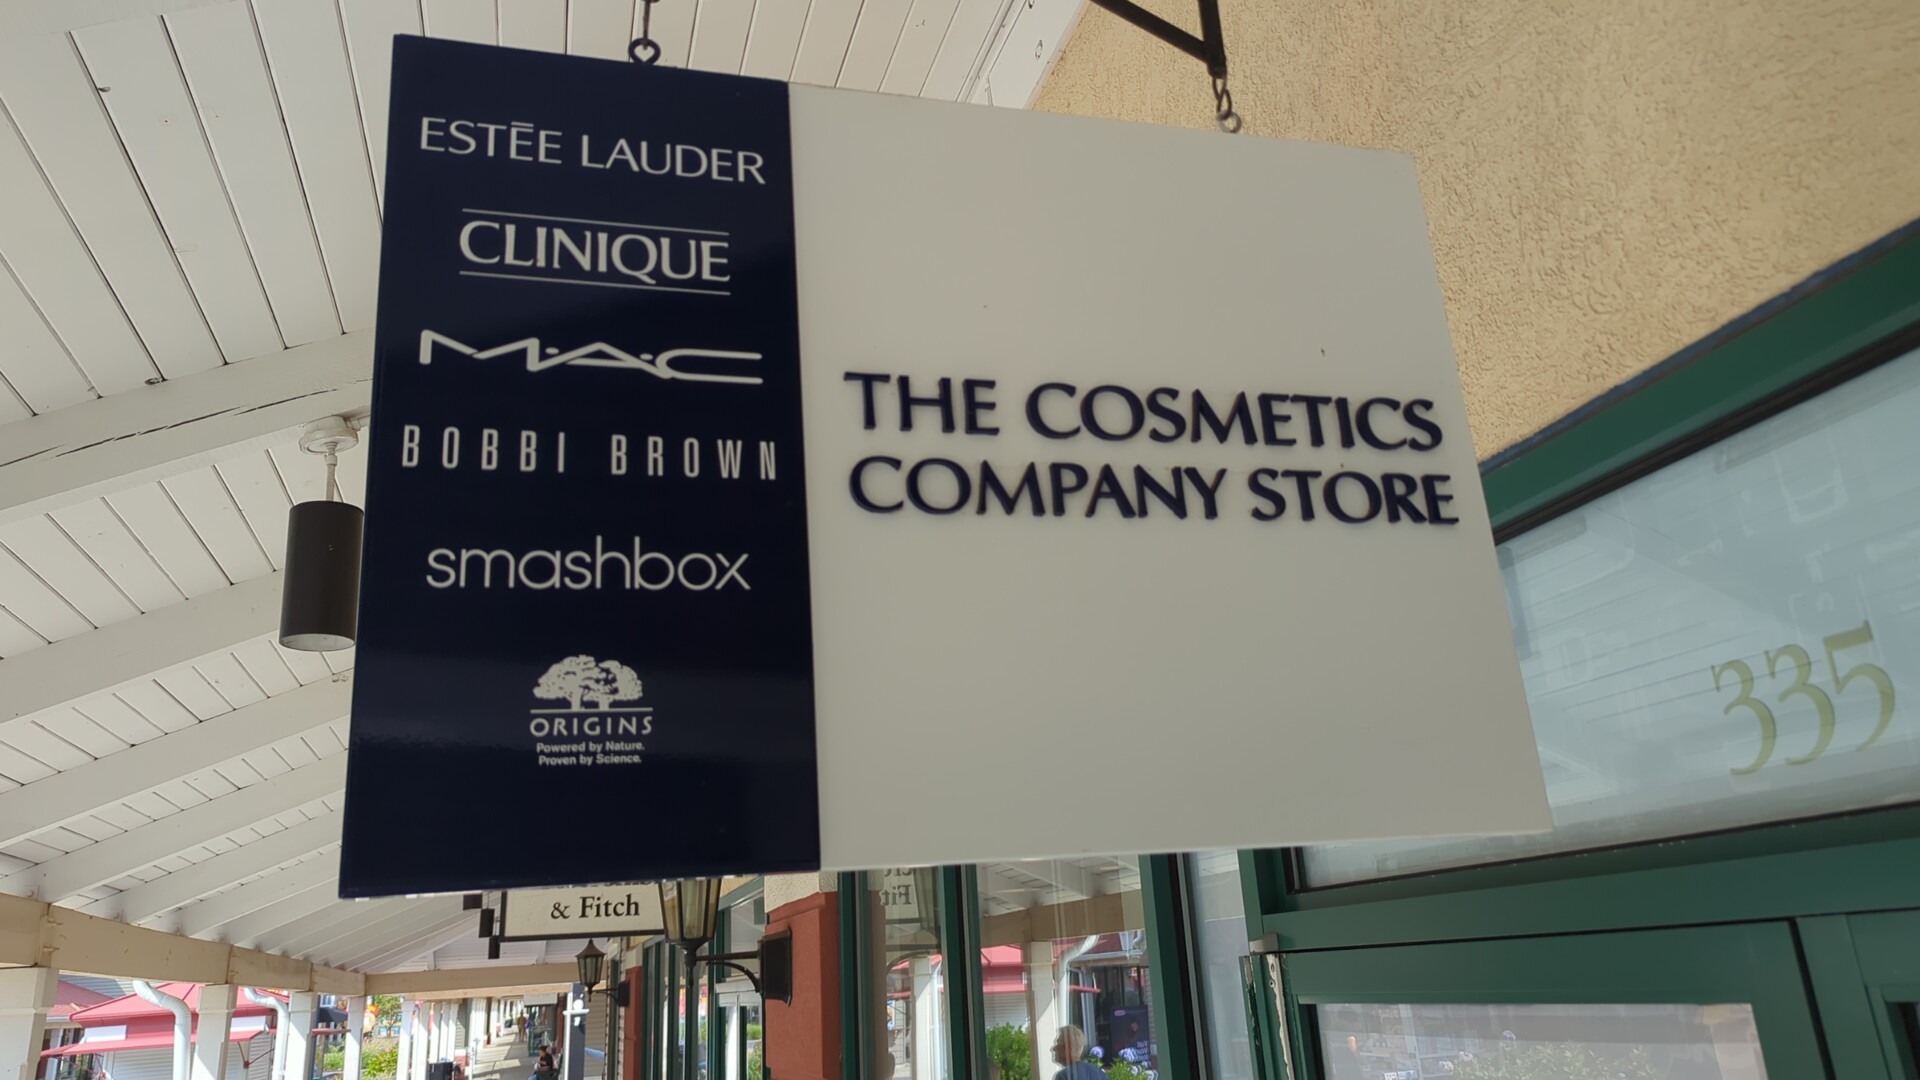 ESTĒE LAUDER
CLINIQUE
M·A·C
BOBBI BROWN
smashbox
ORIGINS
Powered by Nature.
Proven by Science.
THE COSMETICS
COMPANY STORE
335
& Fitch